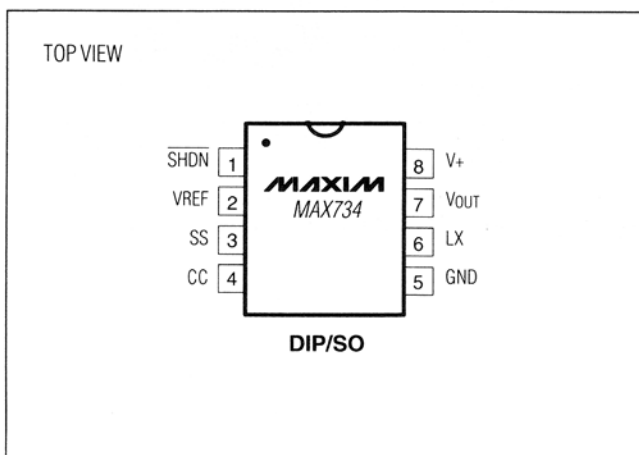 TOP VIEW
SHDN 1
VREF 2
SS 3
CC 4
MAXIM
MAX734
8 V+
7 VOUT
6 LX
5 GND
DIP/SO